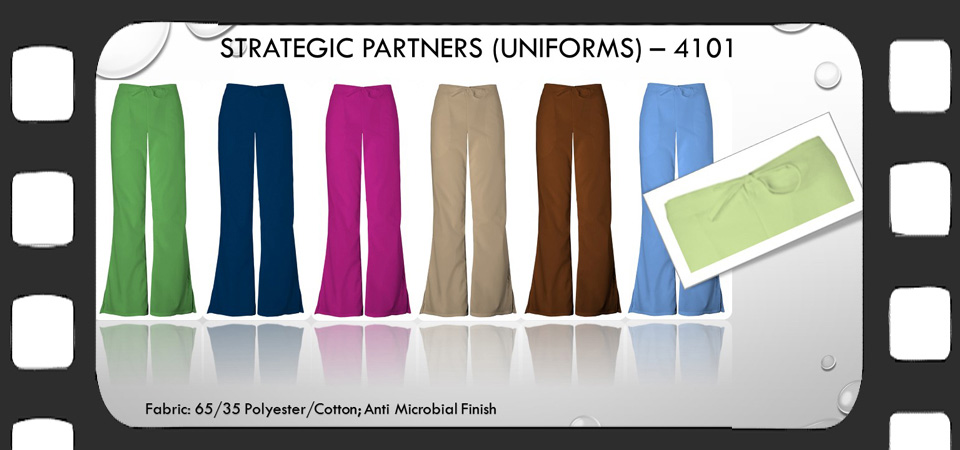 STRATEGIC PARTNERS (UNIFORMS) – 4101
Fabric: 65/35 Polyester/Cotton; Anti Microbial Finish